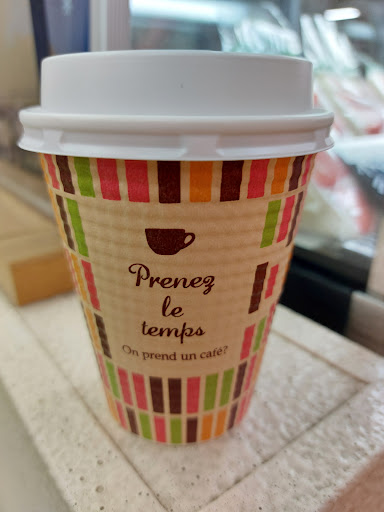 Prenez
le
temps
On prend un café?